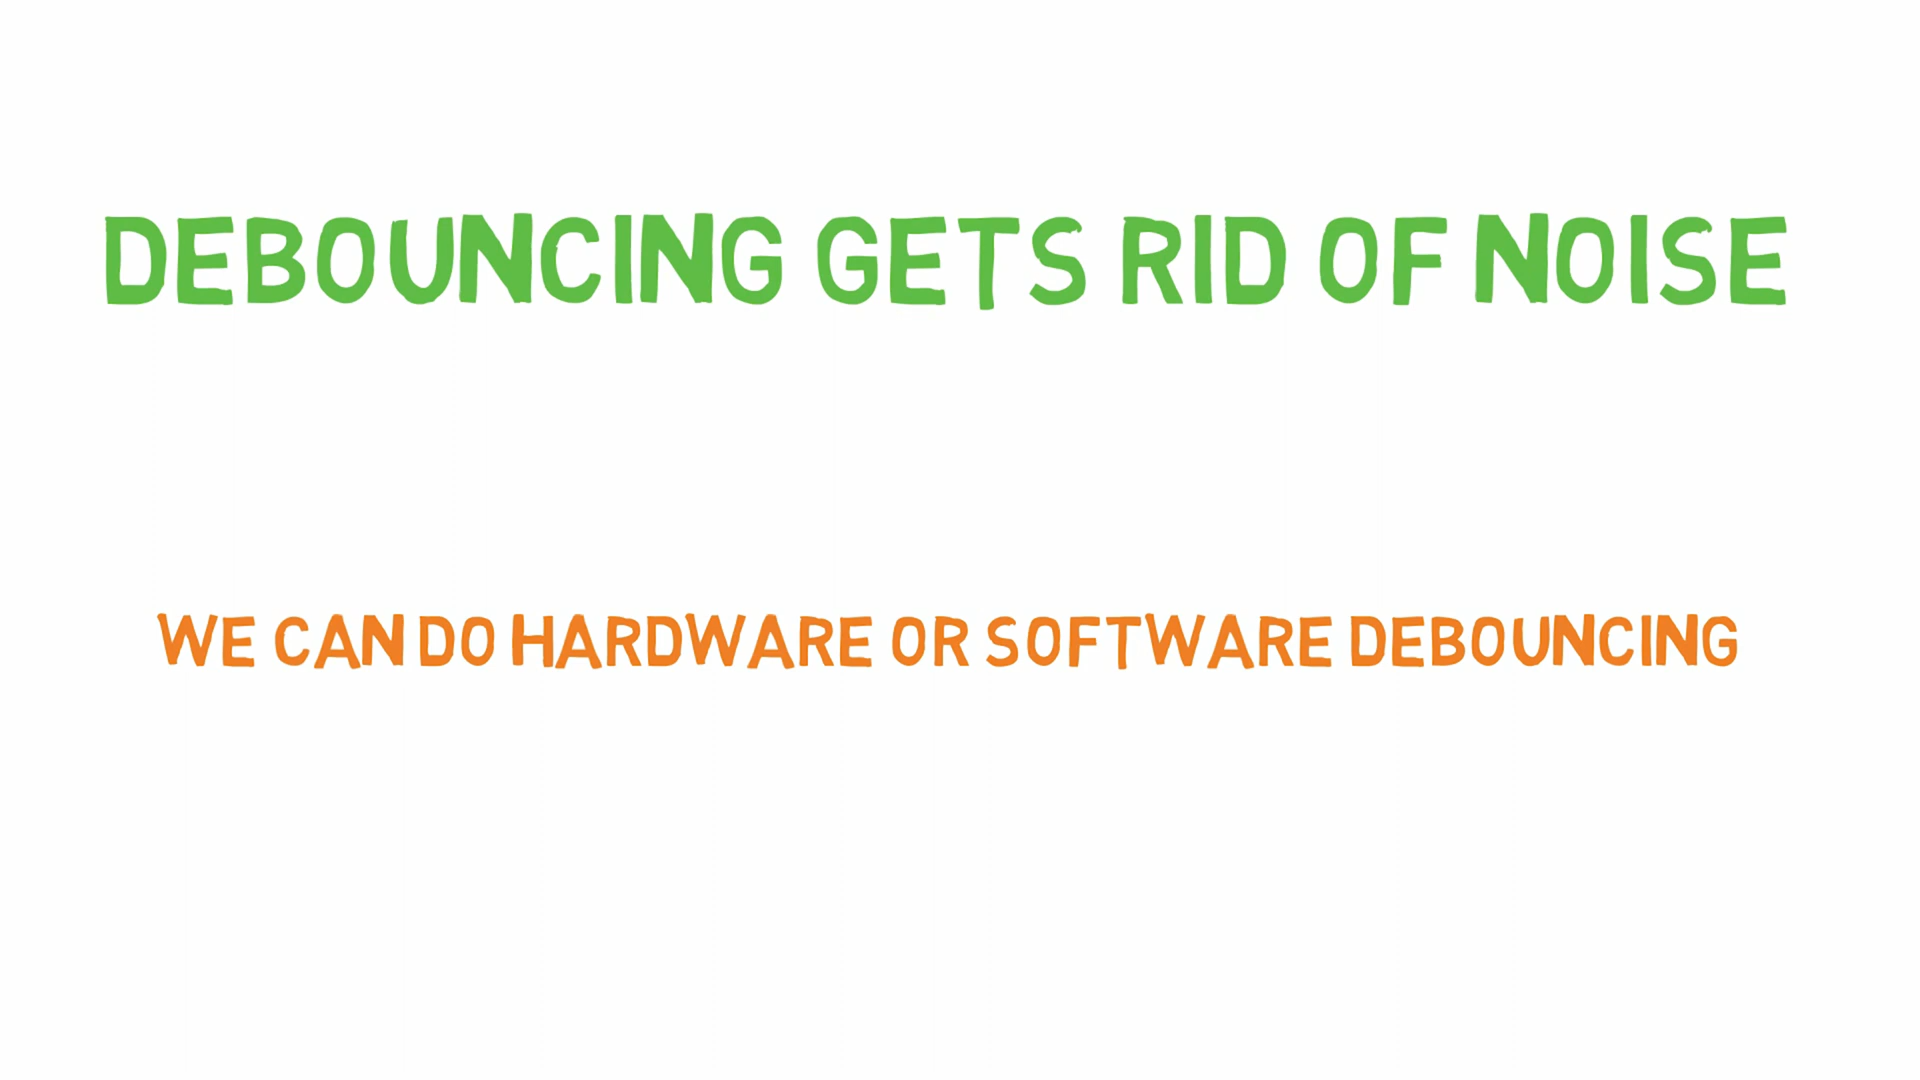 DEBOUNCING GETS RID OF NOISE
WE CAN DO HARDWARE OR SOFTWARE DEBOUNCING